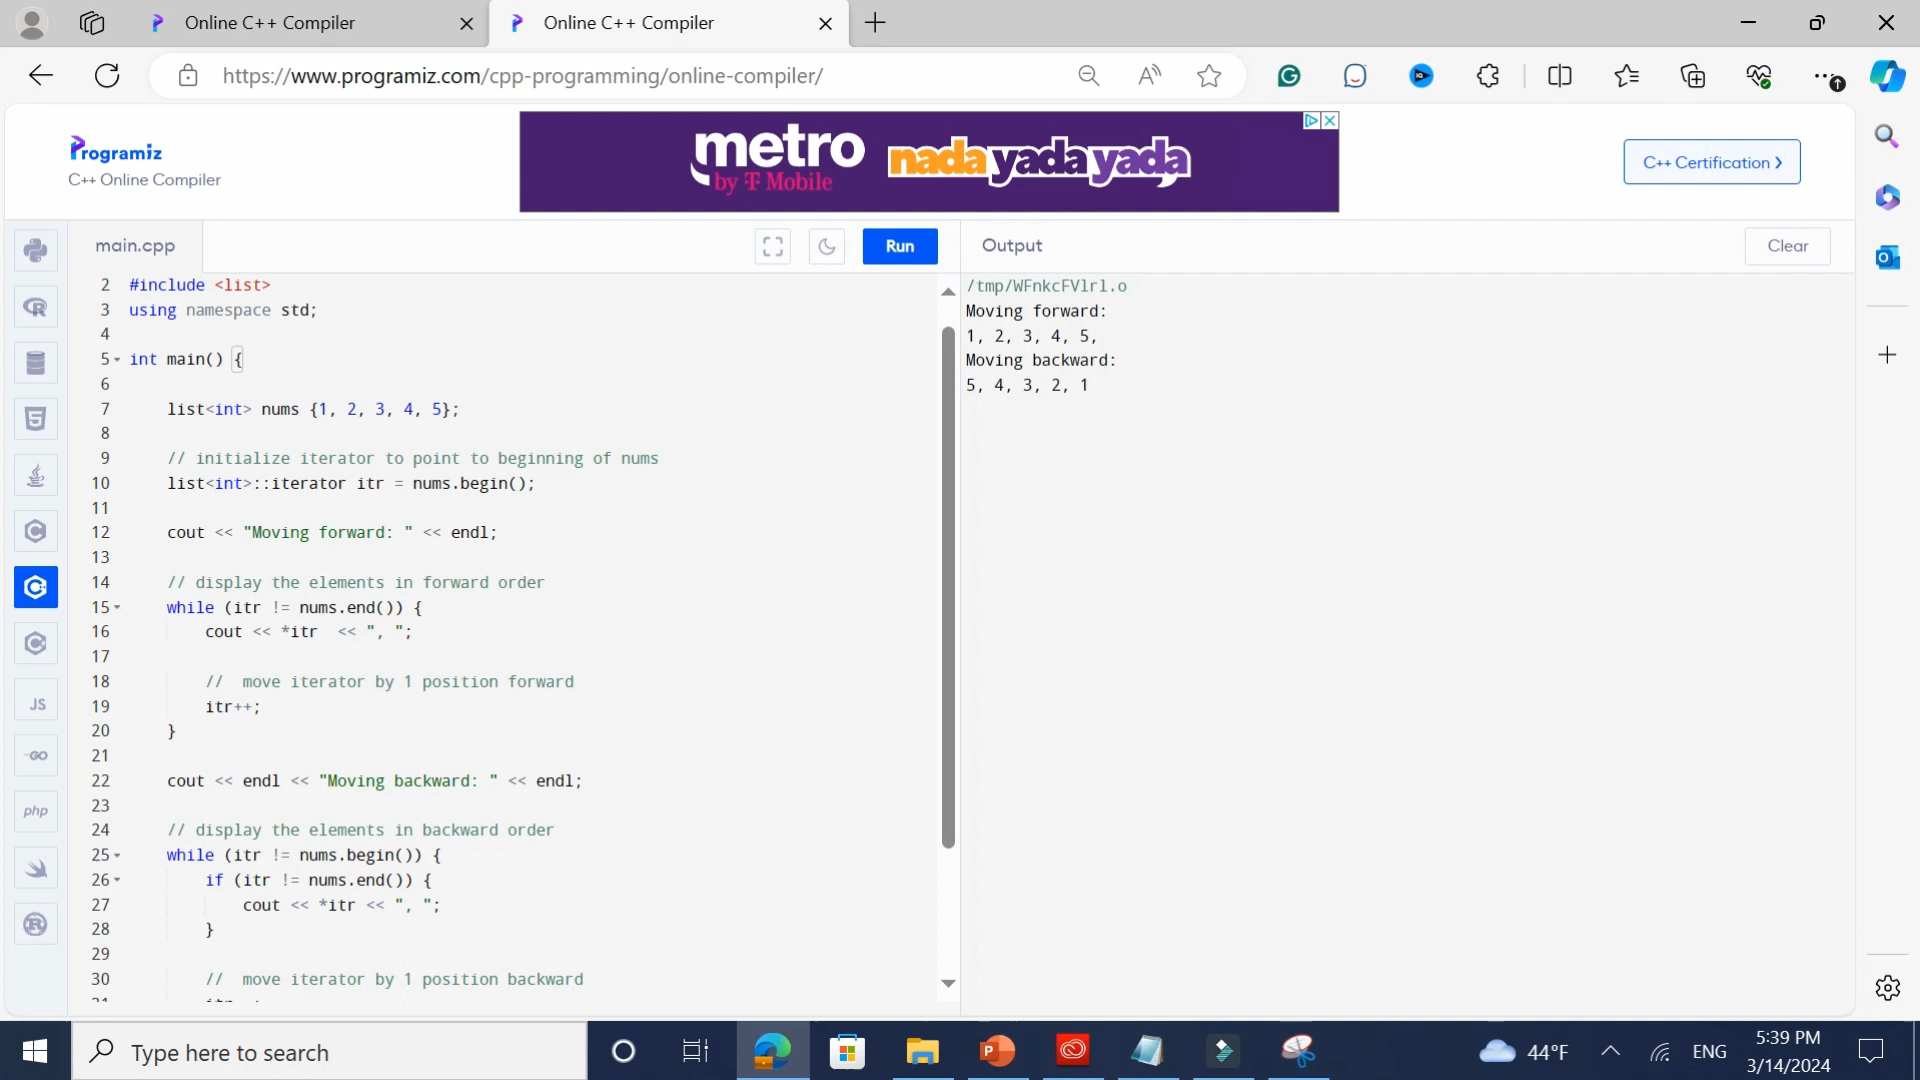 Online C++ Compiler
Online C++ Compiler
https://www.programiz.com/cpp-programming/online-compiler/
Programiz
C++ Online Compiler
metro
by T Mobile
nada yada yada
C++ Certification
main.cpp
Run
Output
Clear
2 #include <list>
3 using namespace std;
4
5 int main() {
6
7 list<int> nums {1, 2, 3, 4, 5};
8
9 // initialize iterator to point to beginning of nums
10 list<int>::iterator itr = nums.begin();
11
12 cout << "Moving forward: " << endl;
13
14 // display the elements in forward order
15 while (itr != nums.end()) {
16 cout << *itr  << ", ";
17
18 //  move iterator by 1 position forward
19 itr++;
20 }
21
22 cout << endl << "Moving backward: " << endl;
23
24 // display the elements in backward order
25 while (itr != nums.begin()) {
26 if (itr != nums.end()) {
27 cout << *itr << ", ";
28 }
29
30 //  move iterator by 1 position backward
/tmp/WFnkcFVlrl.o
Moving forward:
1, 2, 3, 4, 5,
Moving backward:
5, 4, 3, 2, 1
JS
GO
php
Type here to search
44°F
ENG
5:39 PM
3/14/2024